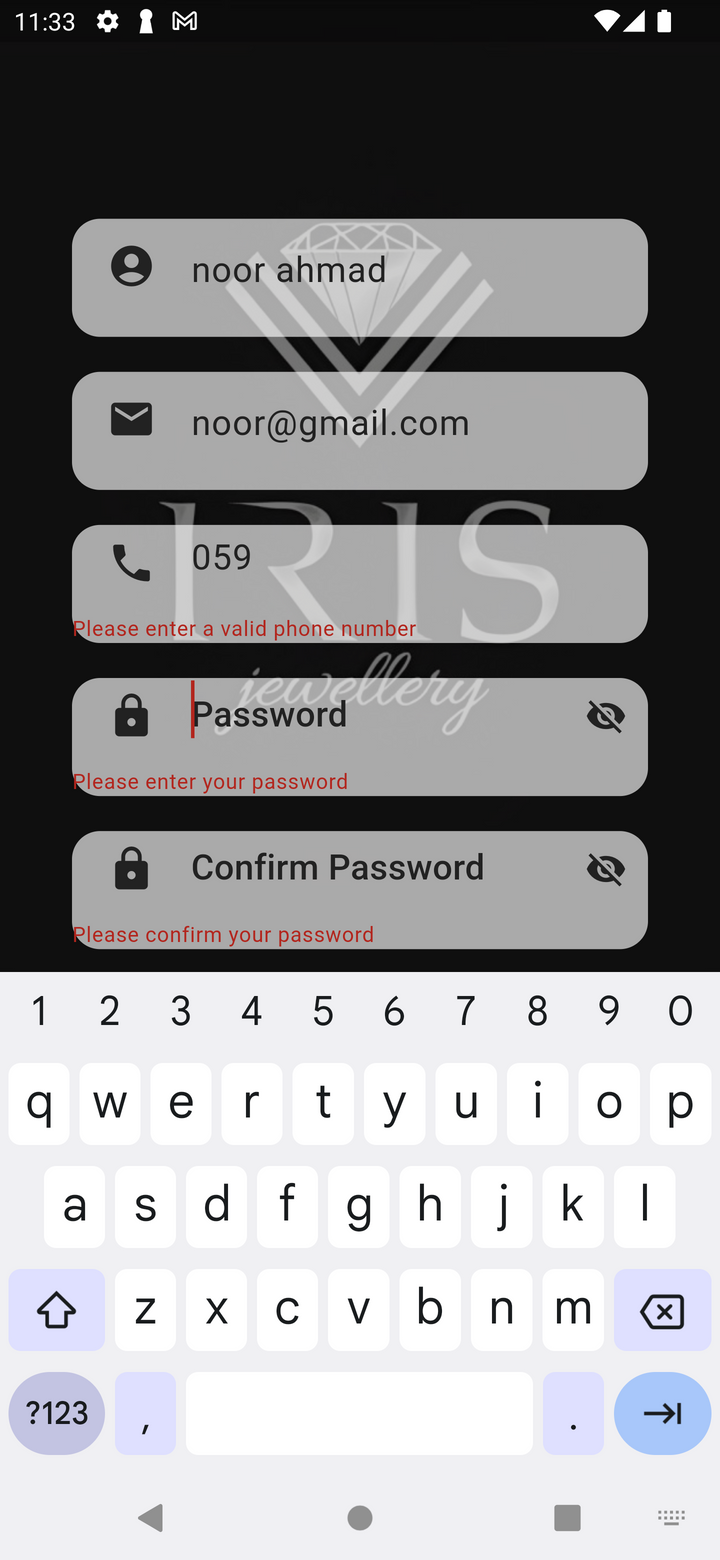 11:33
noor ahmad
noor@gmail.com
IRIS
059
Please enter a valid phone number
jewellery
Password
Please enter your password
Confirm Password
Please confirm your password
1 2 3 4 5 6 7 8 9 0
q w e r t y u i o p
a s d f g h j k l
z x c v b n m
?123 , .